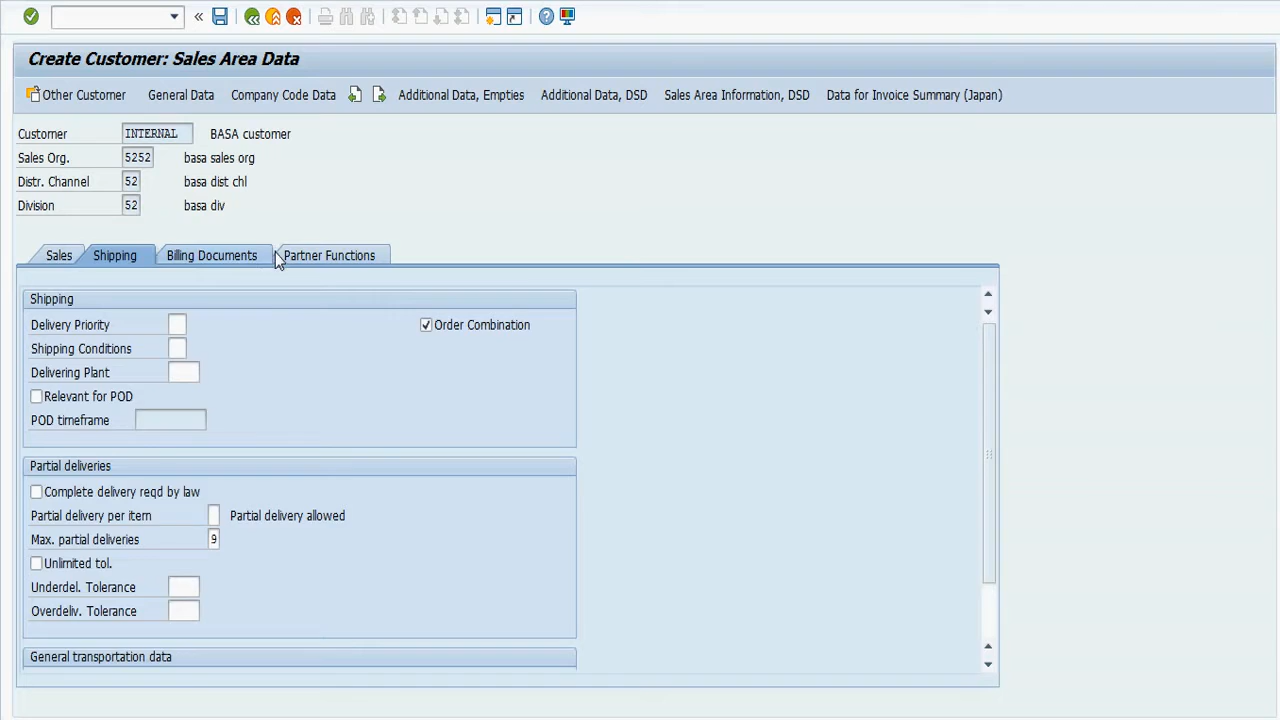 Create Customer: Sales Area Data
Other Customer General Data Company Code Data Additional Data, Empties Additional Data, DSD Sales Area Information, DSD Data for Invoice Summary (Japan)
Customer INTERNAL BASA customer
Sales Org. 5252 basa sales org
Distr. Channel 52 basa dist chl
Division 52 basa div
Sales Shipping Billing Documents Partner Functions
Shipping
Delivery Priority Order Combination
Shipping Conditions
Delivering Plant
Relevant for POD
POD timeframe
Partial deliveries
Complete delivery reqd by law
Partial delivery per item Partial delivery allowed
Max. partial deliveries 9
Unlimited tol.
Underdel. Tolerance
Overdeliv. Tolerance
General transportation data